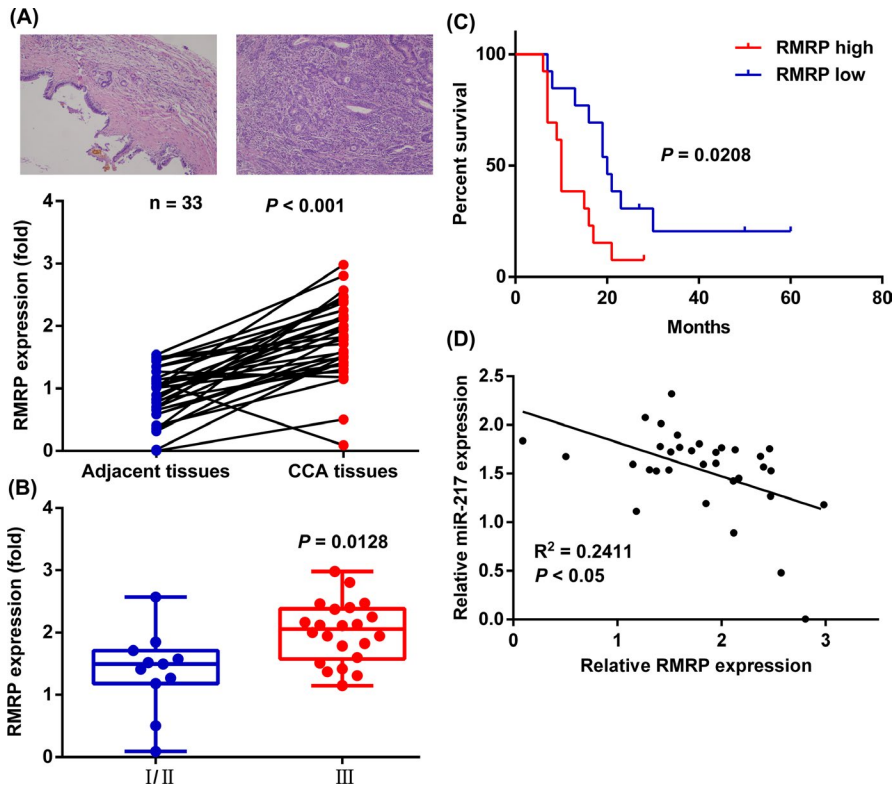 (A)
n = 33
P < 0.001
RMRP expression (fold)
4
3
2
1
0
Adjacent tissues
CCA tissues
(B)
P = 0.0128
RMRP expression (fold)
4
3
2
1
0
I/II
III
(C)
RMRP high
RMRP low
P = 0.0208
Percent survival
100
50
0
0 20 40 60 80
Months
(D)
Relative miR-217 expression
2.5
2.0
1.5
1.0
0.5
0.0
R² = 0.2411
P < 0.05
0 1 2 3
Relative RMRP expression